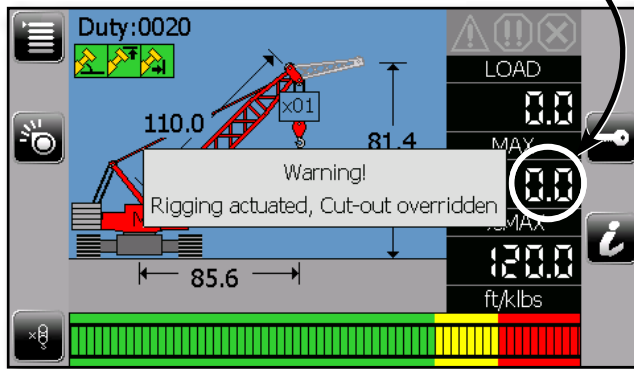 Duty:0020
LOAD
0.0
x01
110.0
81.4
MAX
0.0
Warning!
Rigging actuated, Cut-out overridden
%MAX
120.0
85.6
ft/klbs